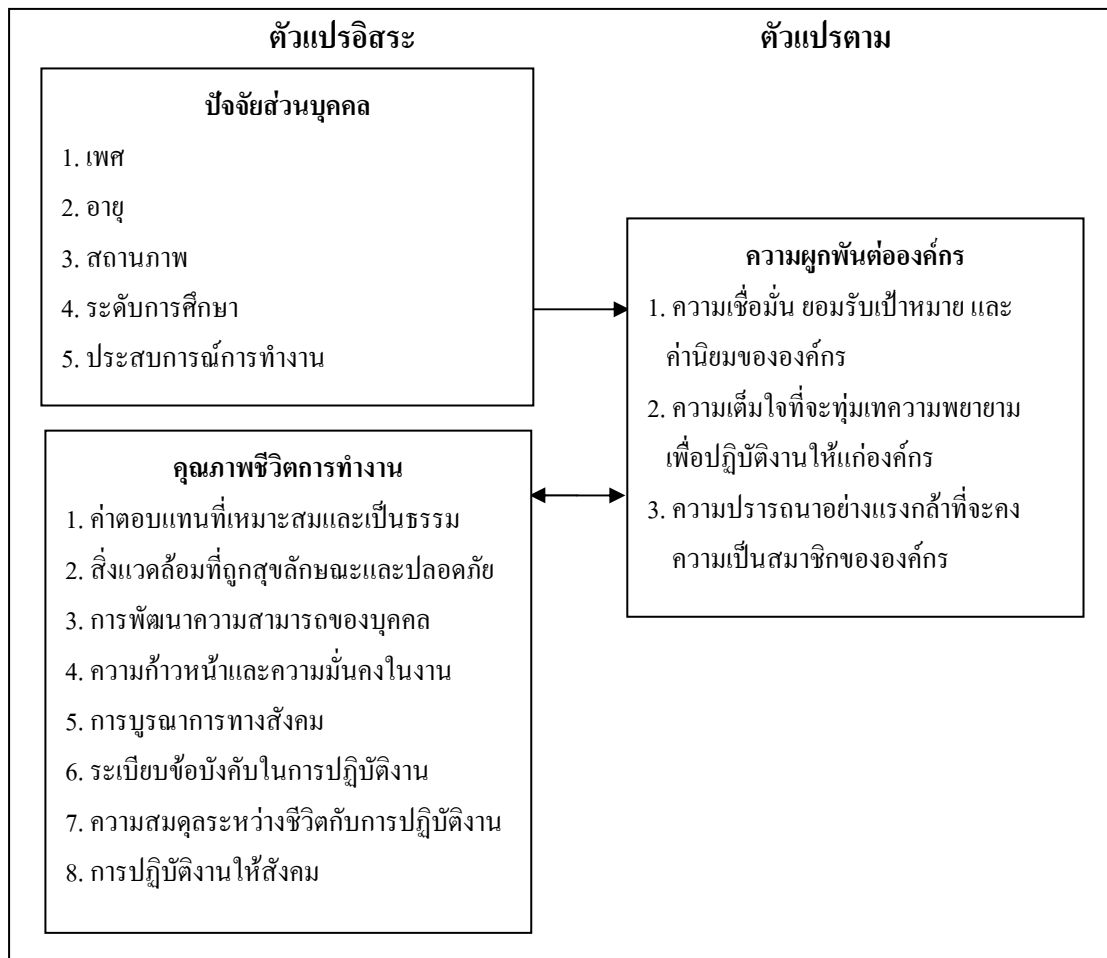 ตัวแปรอิสระ
ตัวแปรตาม
ปัจจัยส่วนบุคคล
1. เพศ
2. อายุ
3. สถานภาพ
4. ระดับการศึกษา
5. ประสบการณ์การทำงาน
คุณภาพชีวิตการทำงาน
1. ค่าตอบแทนที่เหมาะสมและเป็นธรรม
2. สิ่งแวดล้อมที่ถูกสุขลักษณะและปลอดภัย
3. การพัฒนาความสามารถของบุคคล
4. ความก้าวหน้าและความมั่นคงในงาน
5. การบูรณาการทางสังคม
6. ระเบียบข้อบังคับในการปฏิบัติงาน
7. ความสมดุลระหว่างชีวิตกับการปฏิบัติงาน
8. การปฏิบัติงานให้สังคม
ความผูกพันต่อองค์กร
1. ความเชื่อมั่น ยอมรับเป้าหมาย และ
ค่านิยมขององค์กร
2. ความเต็มใจที่จะทุ่มเทความพยายาม
เพื่อปฏิบัติงานให้แก่องค์กร
3. ความปรารถนาอย่างแรงกล้าที่จะคง
ความเป็นสมาชิกขององค์กร